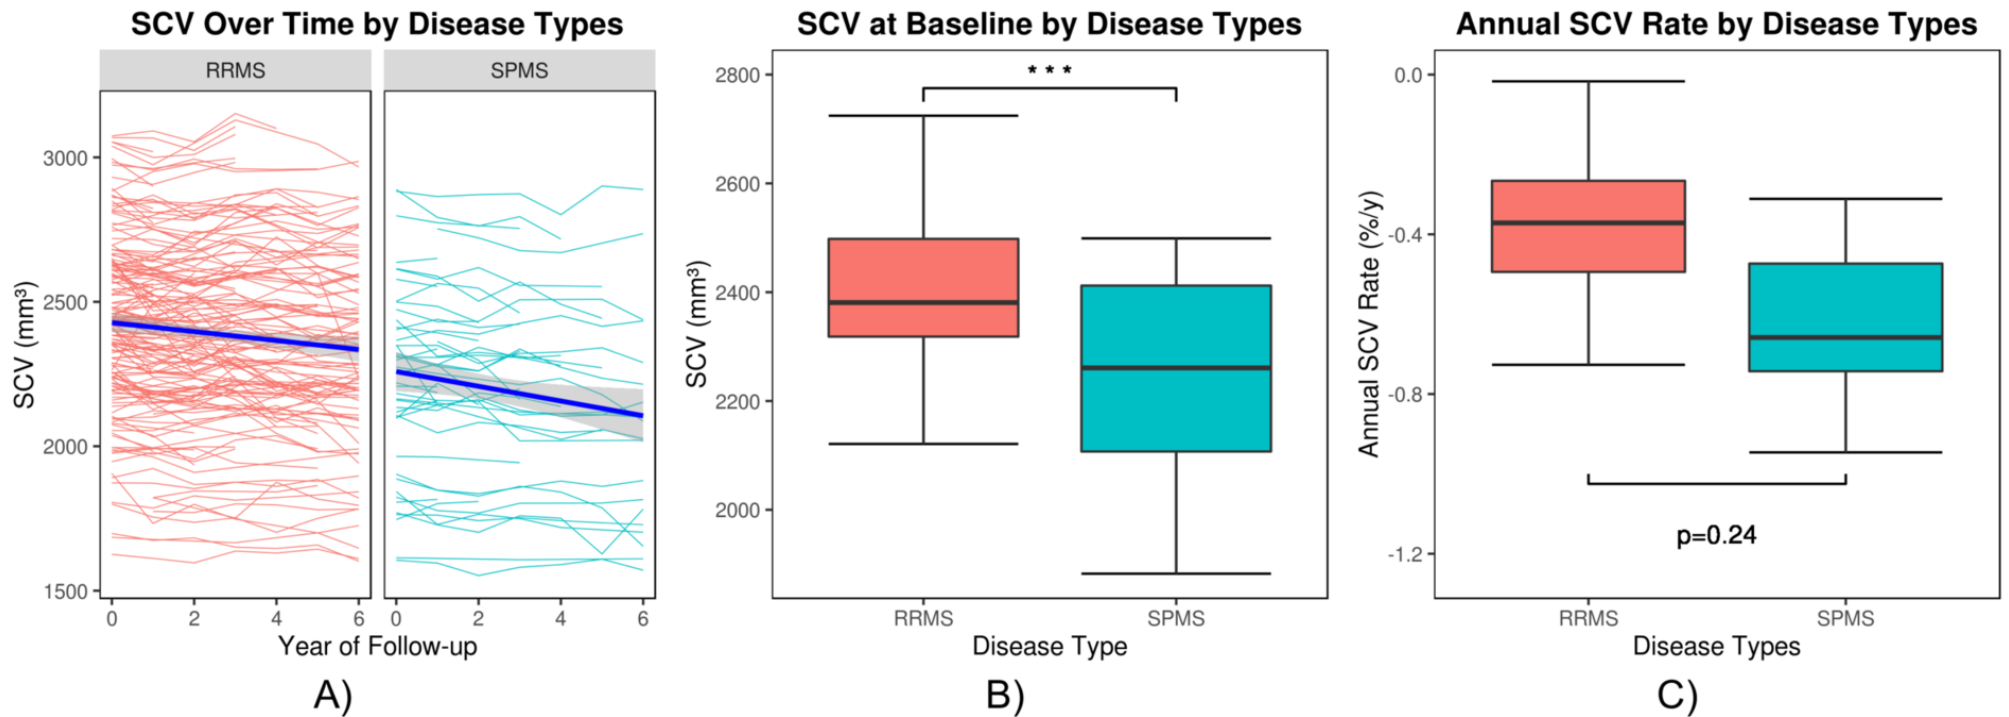 SCV Over Time by Disease Types
RRMS
SPMS
3000
2500
2000
1500
SCV (mm³)
0 2 4 6
0 2 4 6
Year of Follow-up
A)
SCV at Baseline by Disease Types
* * *
2800
2600
2400
2200
2000
SCV (mm³)
RRMS
SPMS
Disease Type
B)
Annual SCV Rate by Disease Types
0.0
-0.4
-0.8
-1.2
Annual SCV Rate (%/y)
p=0.24
RRMS
SPMS
Disease Types
C)